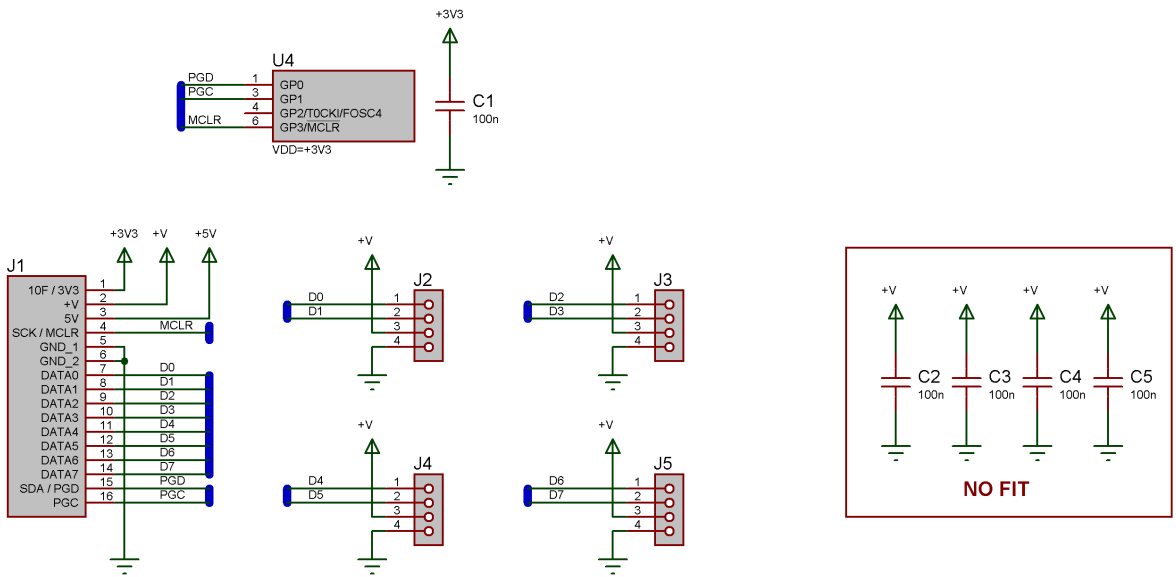 +3V3
U4
PGD 1 GP0
PGC 3 GP1
4 GP2/T0CKI/FOSC4
MCLR 6 GP3/MCLR
VDD=+3V3
C1
100n
+3V3 +V +5V
J1
10F / 3V3 1
+V 2
5V 3
SCK / MCLR 4 MCLR
GND_1 5
GND_2 6
DATA0 7 D0
DATA1 8 D1
DATA2 9 D2
DATA3 10 D3
DATA4 11 D4
DATA5 12 D5
DATA6 13 D6
DATA7 14 D7
SDA / PGD 15 PGD
PGC 16 PGC
+V
J2
D0 1
D1 2
3
4
+V
J3
D2 1
D3 2
3
4
+V
J4
D4 1
D5 2
3
4
+V
J5
D6 1
D7 2
3
4
+V +V +V +V
C2 C3 C4 C5
100n 100n 100n 100n
NO FIT